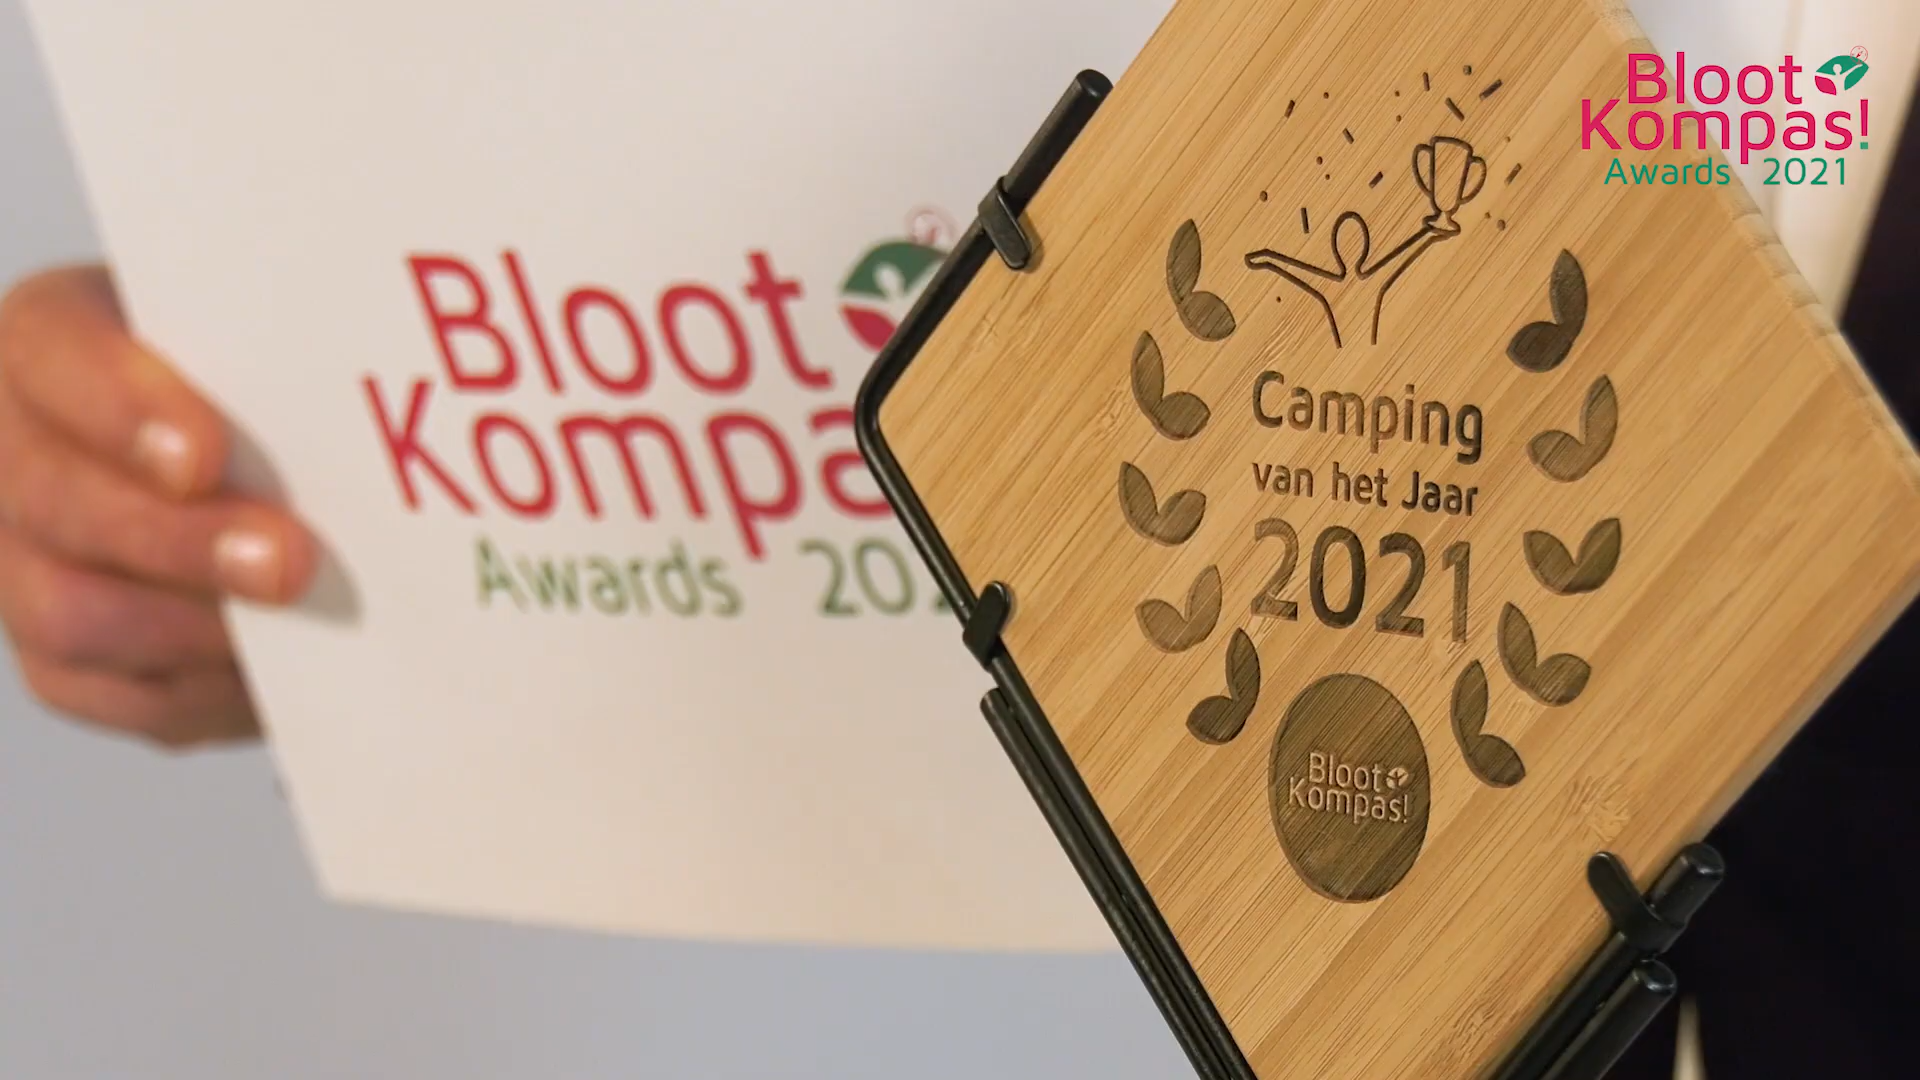 Bloot
Kompas!
Awards 2021
Bloot
Kompa
Awards 202
Camping
van het Jaar
2021
Bloot
Kompas!